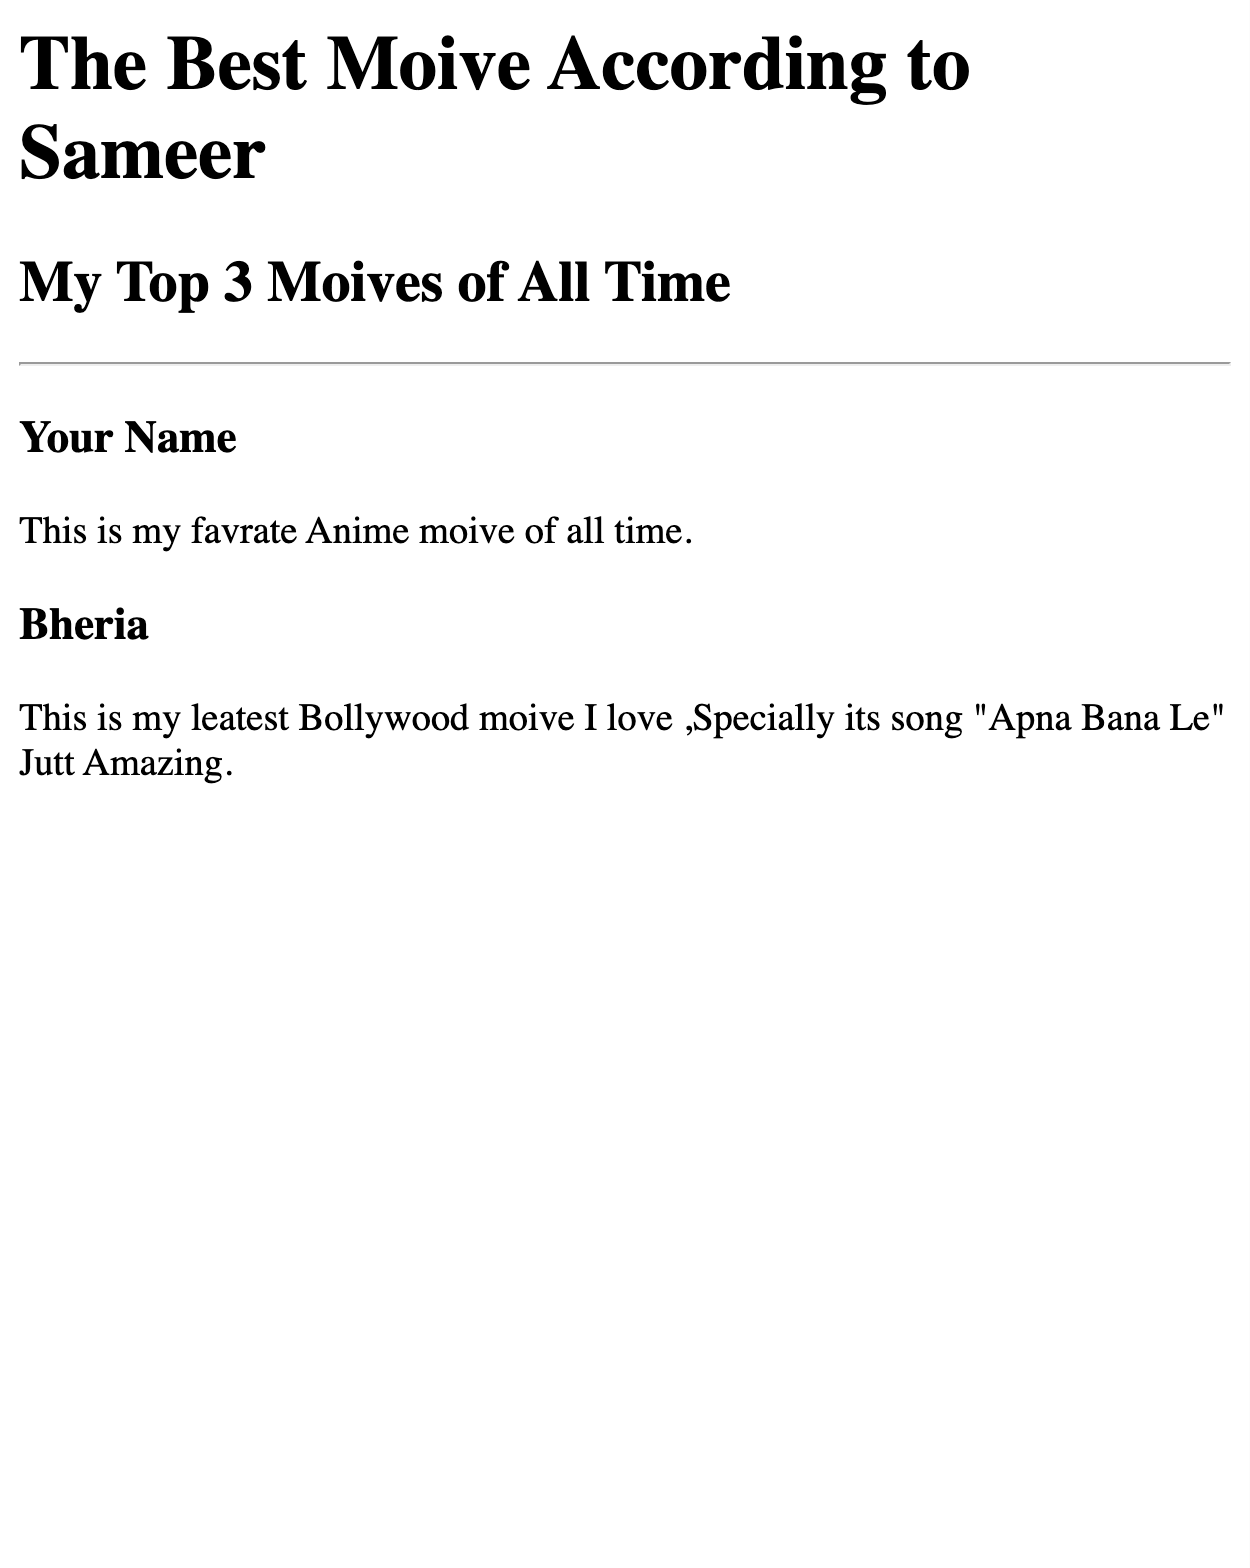 The Best Moive According to
Sameer
My Top 3 Moives of All Time
Your Name
This is my favrate Anime moive of all time.
Bheria
This is my leatest Bollywood moive I love ,Specially its song "Apna Bana Le"
Jutt Amazing.